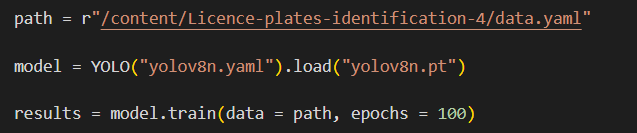 path = r"/content/Licence-plates-identification-4/data.yaml"
model = YOLO("yolov8n.yaml").load("yolov8n.pt")
results = model.train(data = path, epochs = 100)